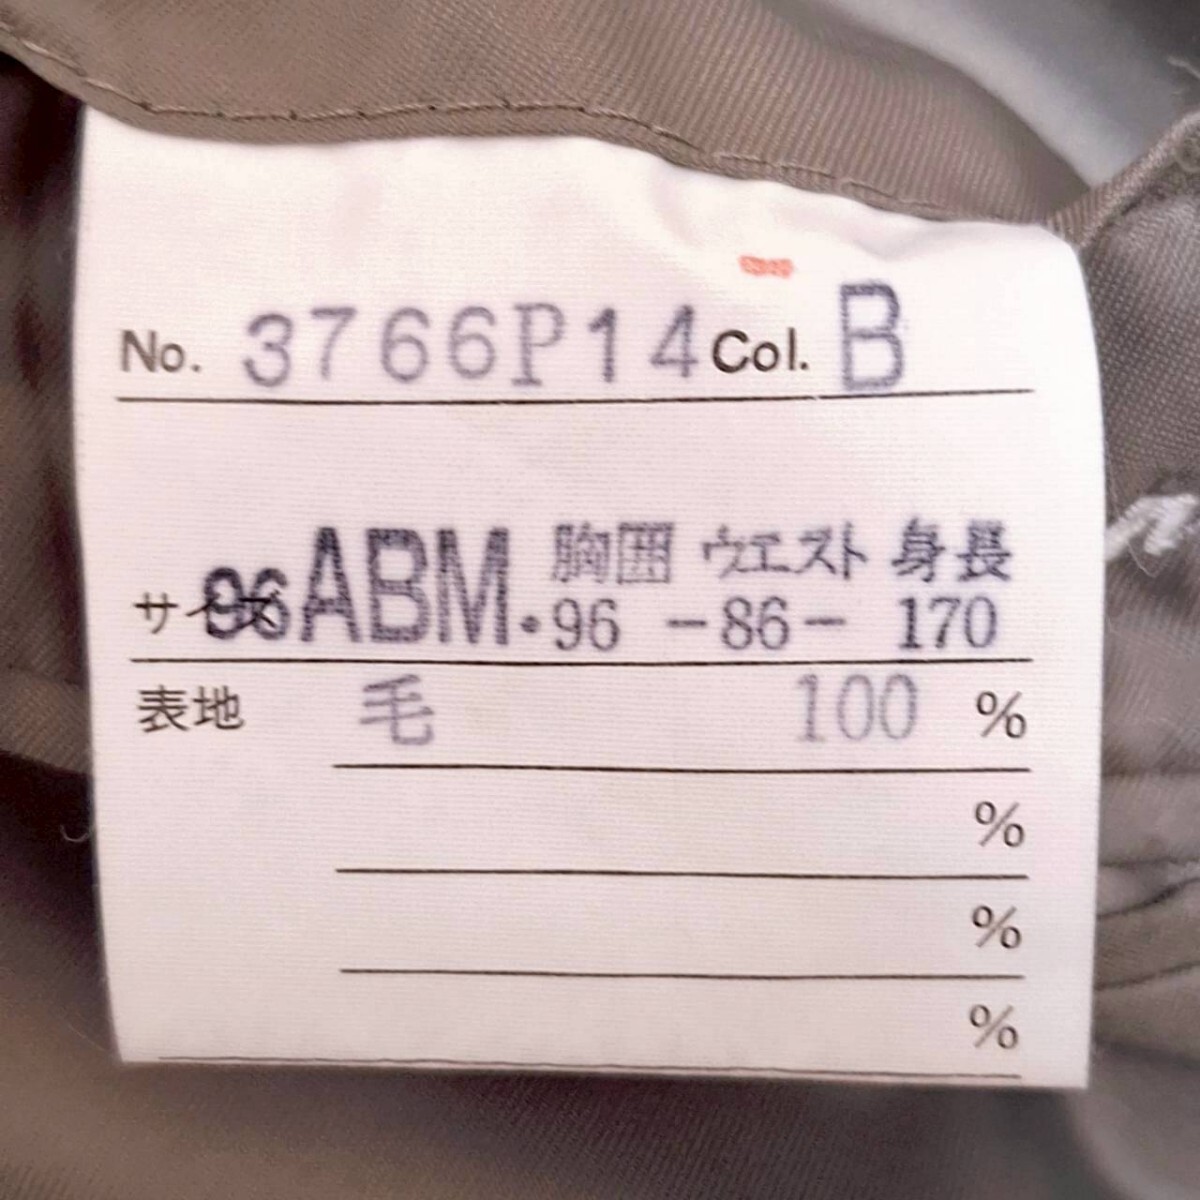 No. 3766P14 Col. B
胸囲 ウエスト 身長
サイズ 96ABM・96 -86- 170
表地 毛 100 %
%
%
%